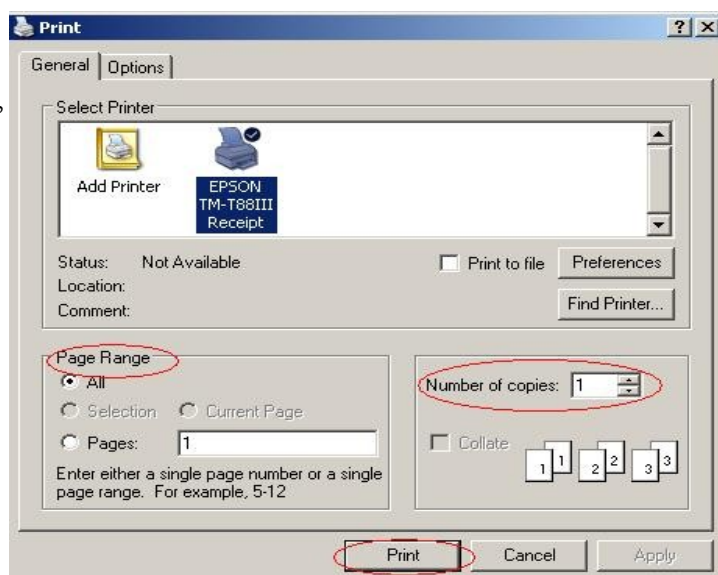 Print
General Options
Select Printer
Add Printer
EPSON
TM-T88III
Receipt
Status: Not Available
Print to file Preferences
Location:
Comment:
Find Printer...
Page Range
All
Selection Current Page
Pages: 1
Enter either a single page number or a single
page range. For example, 5-12
Number of copies: 1
Collate
1 1 2 2 3 3
Print Cancel Apply